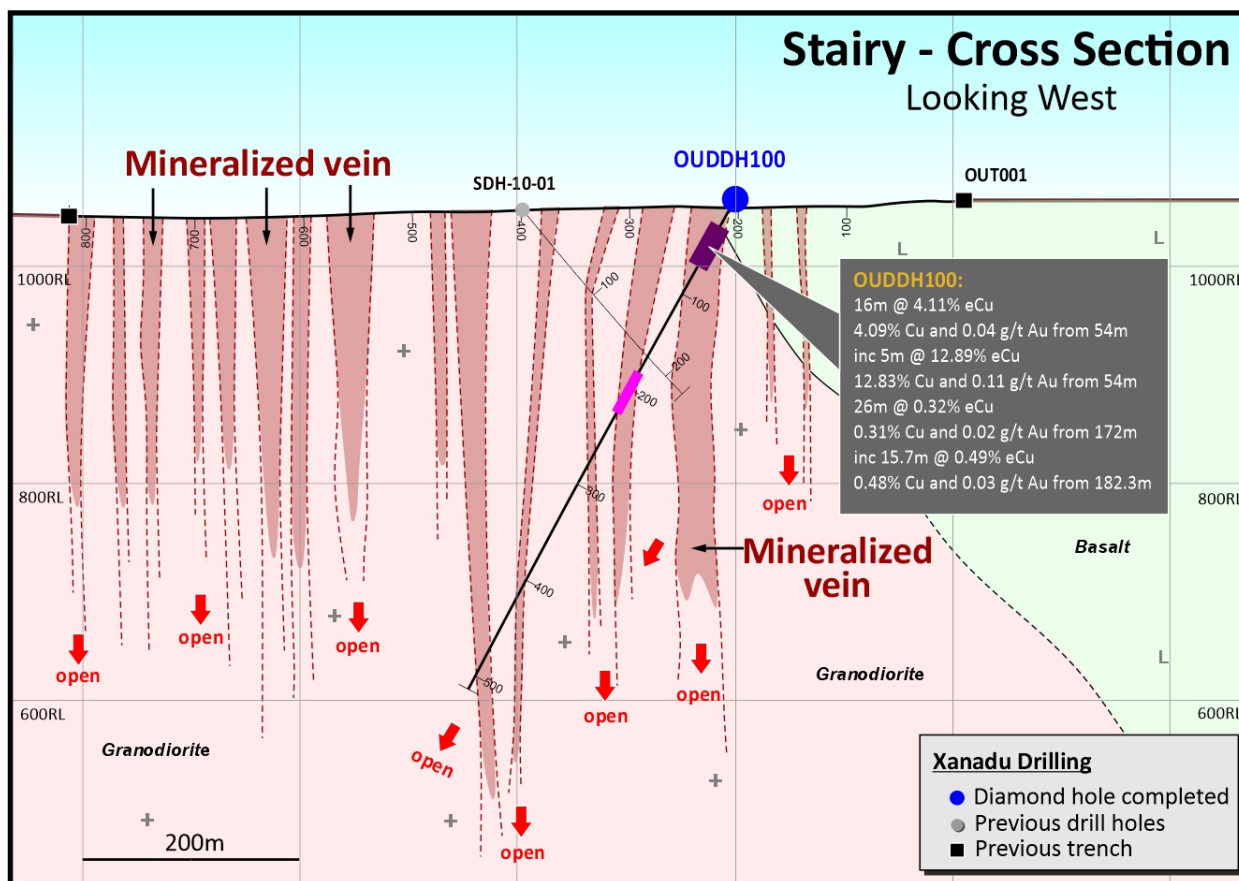 Stairy - Cross Section
Looking West
Mineralized vein
SDH-10-01
OUDDH100
OUT001
800
700
600
500
400
300
200
100
1000RL
1000RL
L
L
100
100
200
200
300
400
500
OUDDH100:
16m @ 4.11% eCu
4.09% Cu and 0.04 g/t Au from 54m
inc 5m @ 12.89% eCu
12.83% Cu and 0.11 g/t Au from 54m
26m @ 0.32% eCu
0.31% Cu and 0.02 g/t Au from 172m
inc 15.7m @ 0.49% eCu
0.48% Cu and 0.03 g/t Au from 182.3m
800RL
800RL
open
Mineralized
vein
Basalt
open
open
open
open
open
open
open
open
L
Granodiorite
Granodiorite
600RL
600RL
200m
Xanadu Drilling
Diamond hole completed
Previous drill holes
Previous trench